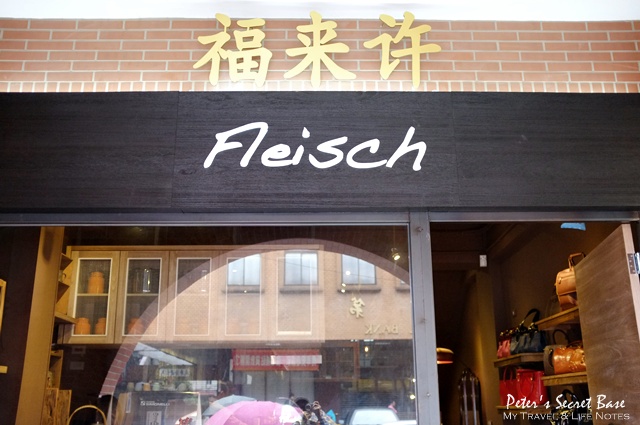 福来许
Fleisch
Peter's Secret Base
My Travel & Life Notes